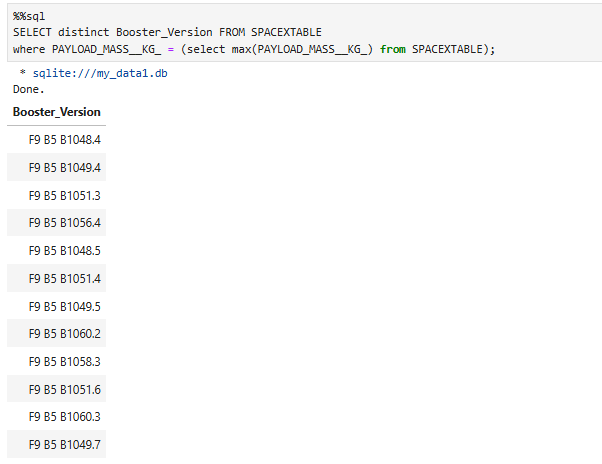 %%sql
SELECT distinct Booster_Version FROM SPACEXTABLE
where PAYLOAD_MASS__KG_ = (select max(PAYLOAD_MASS__KG_) from SPACEXTABLE);
* sqlite:///my_data1.db
Done.
Booster_Version
F9 B5 B1048.4
F9 B5 B1049.4
F9 B5 B1051.3
F9 B5 B1056.4
F9 B5 B1048.5
F9 B5 B1051.4
F9 B5 B1049.5
F9 B5 B1060.2
F9 B5 B1058.3
F9 B5 B1051.6
F9 B5 B1060.3
F9 B5 B1049.7